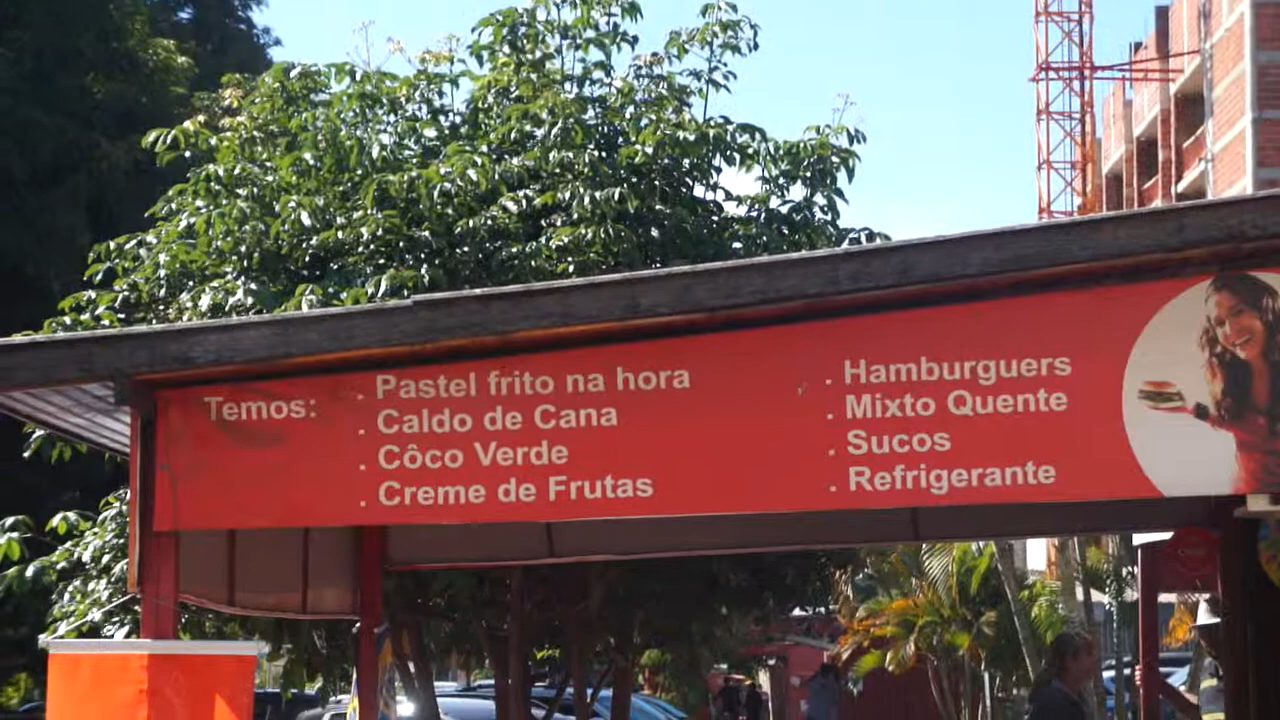 Temos:
. Pastel frito na hora
. Caldo de Cana
. Côco Verde
. Creme de Frutas
. Hamburguers
. Mixto Quente
. Sucos
. Refrigerante